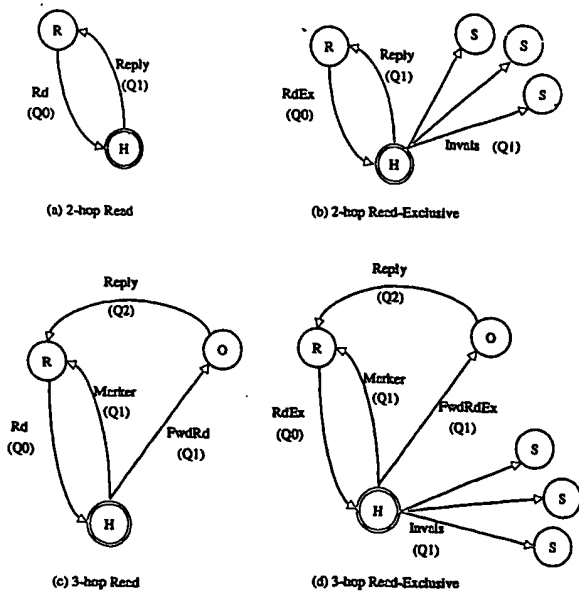 R
Reply
(Q1)
Rd
(Q0)
H
(a) 2-hop Read
R
Reply
(Q1)
S
S
S
RdEx
(Q0)
H
Invals (Q1)
(b) 2-hop Read-Exclusive
Reply
(Q2)
R
O
Marker
(Q1)
Rd
(Q0)
FwdRd
(Q1)
H
(c) 3-hop Read
Reply
(Q2)
R
O
Marker
(Q1)
RdEx
(Q0)
FwdRdEx
(Q1)
S
S
S
H
Invals
(Q1)
(d) 3-hop Read-Exclusive